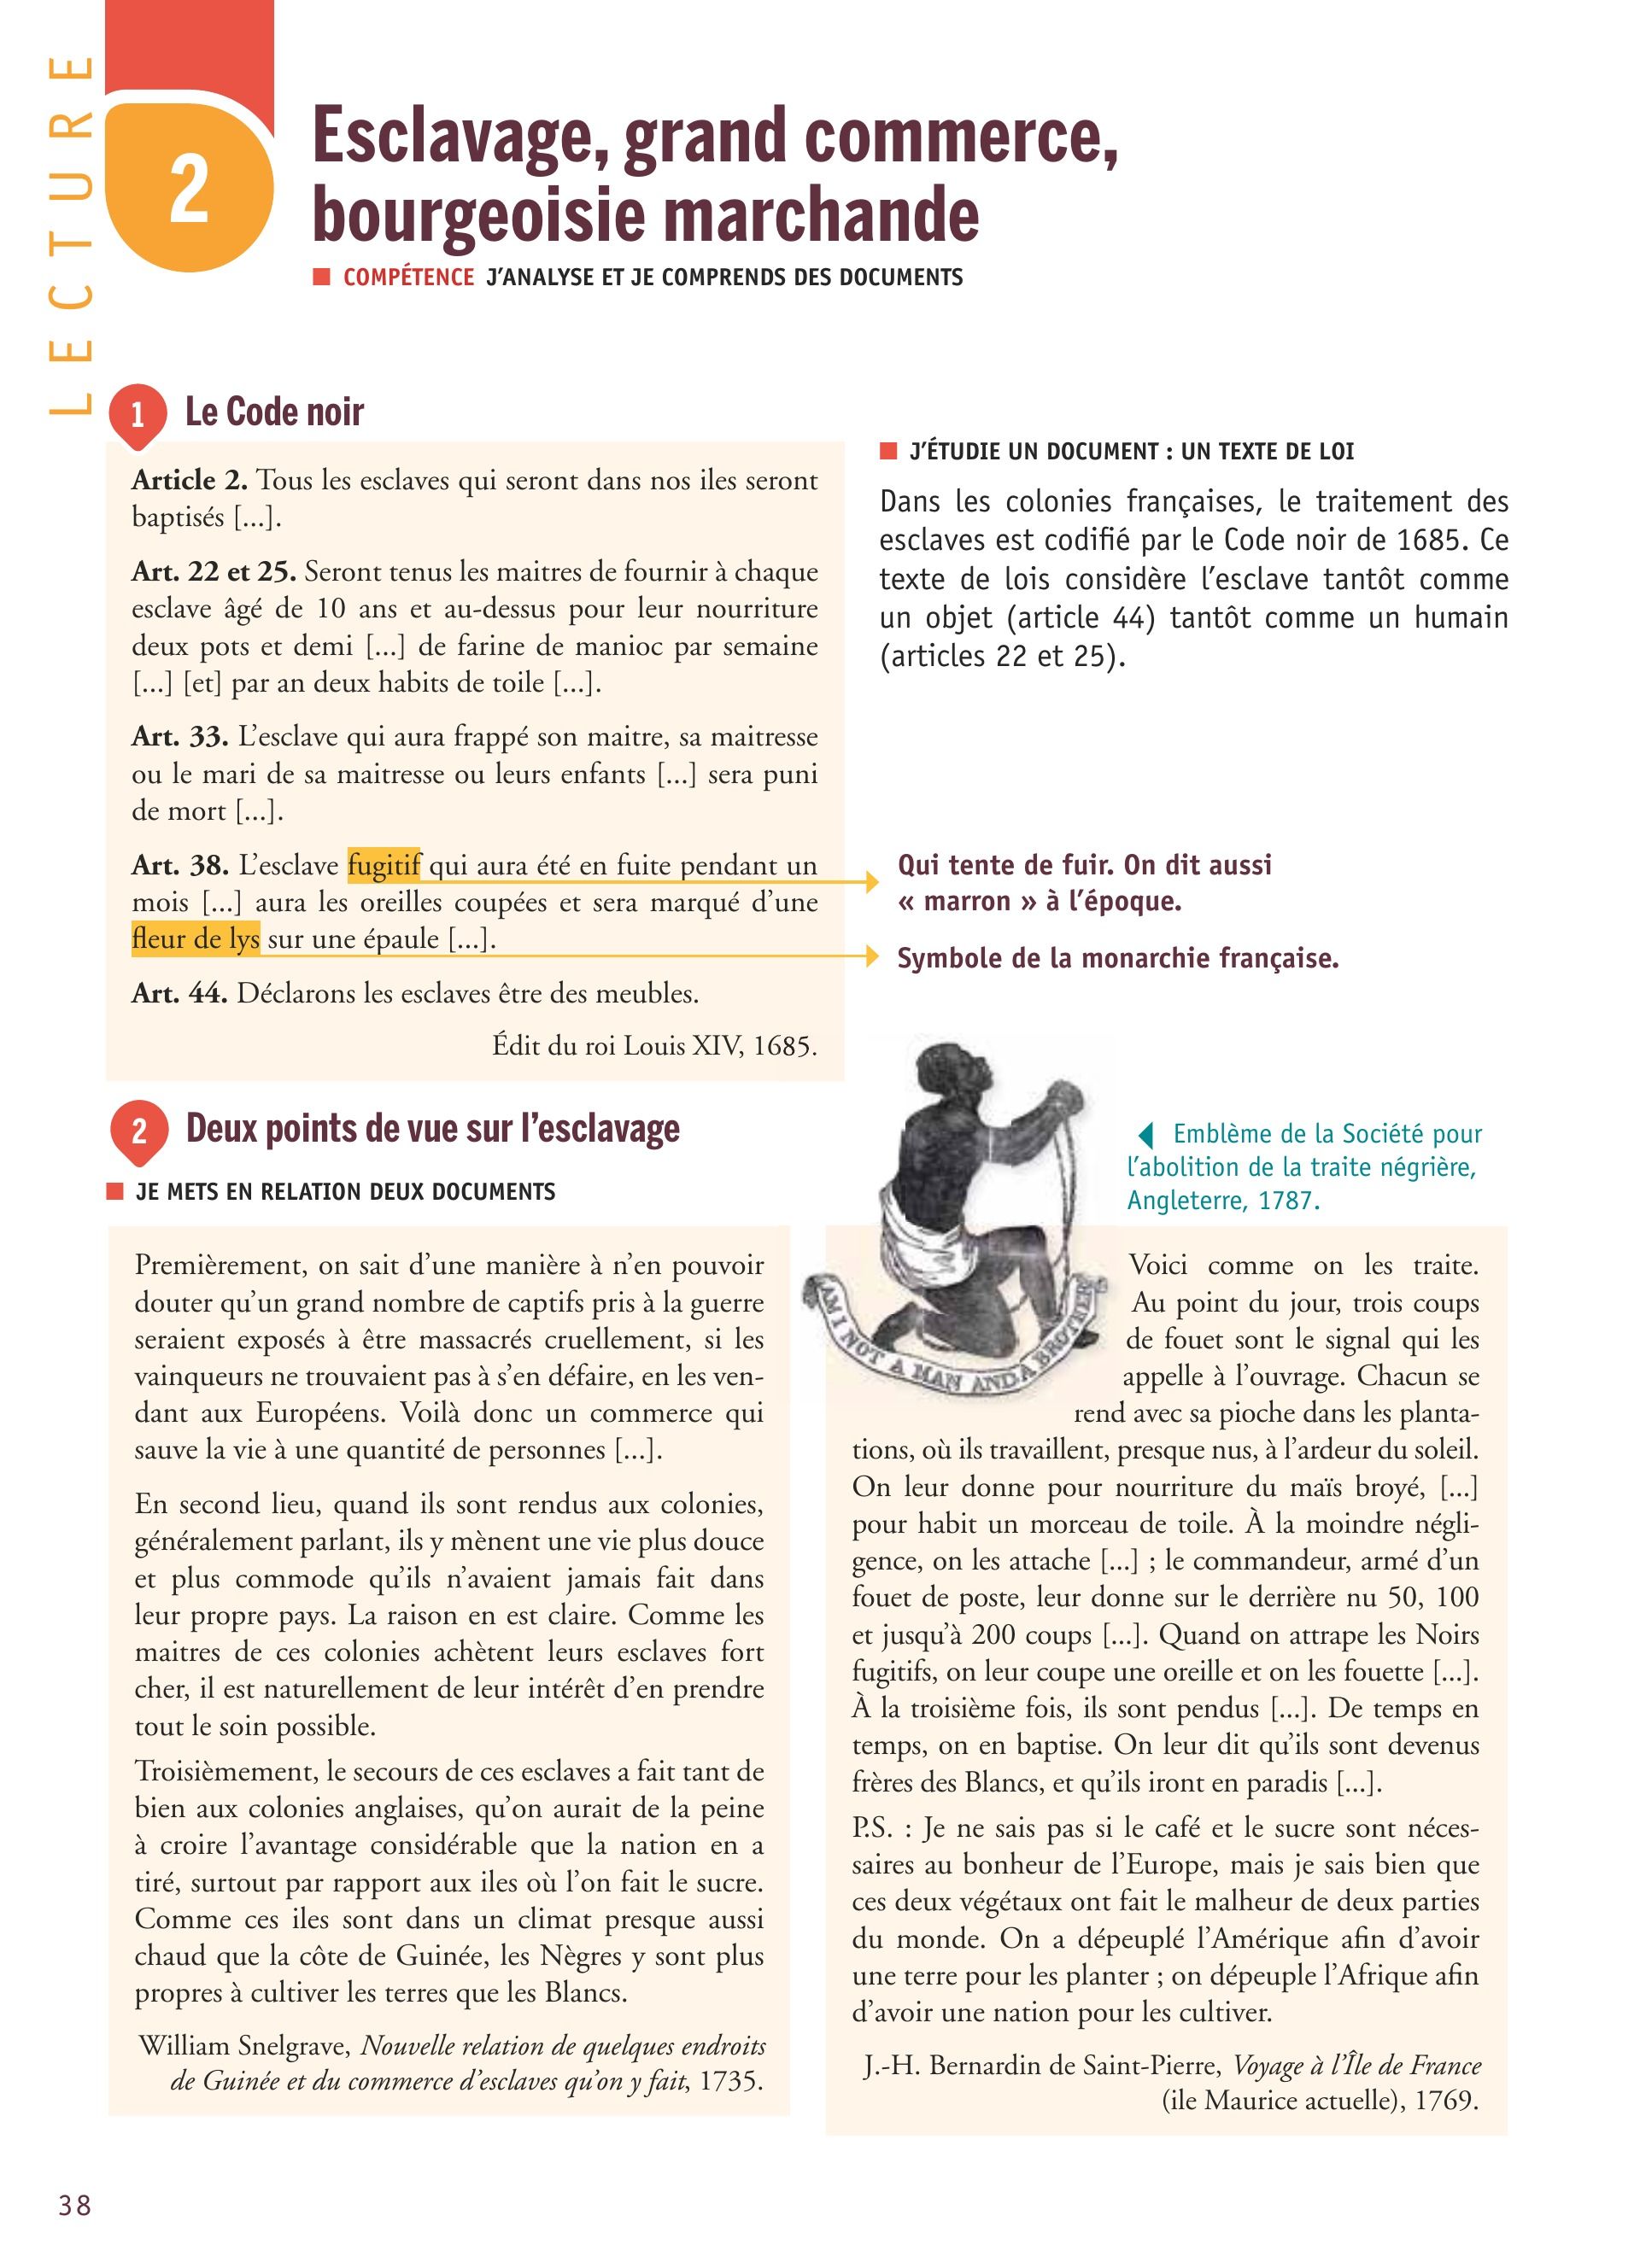 LECTURE
2
Esclavage, grand commerce,
bourgeoisie marchande
COMPÉTENCE J’ANALYSE ET JE COMPRENDS DES DOCUMENTS
1 Le Code noir
Article 2. Tous les esclaves qui seront dans nos iles seront
baptisés [...].
Art. 22 et 25. Seront tenus les maitres de fournir à chaque
esclave âgé de 10 ans et au-dessus pour leur nourriture
deux pots et demi [...] de farine de manioc par semaine
[...] [et] par an deux habits de toile [...].
Art. 33. L’esclave qui aura frappé son maitre, sa maitresse
ou le mari de sa maitresse ou leurs enfants [...] sera puni
de mort [...].
Art. 38. L’esclave fugitif qui aura été en fuite pendant un
mois [...] aura les oreilles coupées et sera marqué d’une
fleur de lys sur une épaule [...].
Art. 44. Déclarons les esclaves être des meubles.
Édit du roi Louis XIV, 1685.
J’ÉTUDIE UN DOCUMENT : UN TEXTE DE LOI
Dans les colonies françaises, le traitement des
esclaves est codifié par le Code noir de 1685. Ce
texte de lois considère l’esclave tantôt comme
un objet (article 44) tantôt comme un humain
(articles 22 et 25).
Qui tente de fuir. On dit aussi
« marron » à l’époque.
Symbole de la monarchie française.
2 Deux points de vue sur l’esclavage
JE METS EN RELATION DEUX DOCUMENTS
Premièrement, on sait d’une manière à n’en pouvoir
douter qu’un grand nombre de captifs pris à la guerre
seraient exposés à être massacrés cruellement, si les
vainqueurs ne trouvaient pas à s’en défaire, en les ven-
dant aux Européens. Voilà donc un commerce qui
sauve la vie à une quantité de personnes [...].
En second lieu, quand ils sont rendus aux colonies,
généralement parlant, ils y mènent une vie plus douce
et plus commode qu’ils n’avaient jamais fait dans
leur propre pays. La raison en est claire. Comme les
maitres de ces colonies achètent leurs esclaves fort
cher, il est naturellement de leur intérêt d’en prendre
tout le soin possible.
Troisièmement, le secours de ces esclaves a fait tant de
bien aux colonies anglaises, qu’on aurait de la peine
à croire l’avantage considérable que la nation en a
tiré, surtout par rapport aux iles où l’on fait le sucre.
Comme ces iles sont dans un climat presque aussi
chaud que la côte de Guinée, les Nègres y sont plus
propres à cultiver les terres que les Blancs.
William Snelgrave, Nouvelle relation de quelques endroits
de Guinée et du commerce d’esclaves qu’on y fait, 1735.
Emblème de la Société pour
l’abolition de la traite négrière,
Angleterre, 1787.
AM I NOT A MAN AND A BROTHER
Voici comme on les traite.
Au point du jour, trois coups
de fouet sont le signal qui les
appelle à l’ouvrage. Chacun se
rend avec sa pioche dans les planta-
tions, où ils travaillent, presque nus, à l’ardeur du soleil.
On leur donne pour nourriture du maïs broyé, [...]
pour habit un morceau de toile. À la moindre négli-
gence, on les attache [...] ; le commandeur, armé d’un
fouet de poste, leur donne sur le derrière nu 50, 100
et jusqu’à 200 coups [...]. Quand on attrape les Noirs
fugitifs, on leur coupe une oreille et on les fouette [...].
À la troisième fois, ils sont pendus [...]. De temps en
temps, on en baptise. On leur dit qu’ils sont devenus
frères des Blancs, et qu’ils iront en paradis [...].
P.S. : Je ne sais pas si le café et le sucre sont néces-
saires au bonheur de l’Europe, mais je sais bien que
ces deux végétaux ont fait le malheur de deux parties
du monde. On a dépeuplé l’Amérique afin d’avoir
une terre pour les planter ; on dépeuple l’Afrique afin
d’avoir une nation pour les cultiver.
J.-H. Bernardin de Saint-Pierre, Voyage à l’Île de France
(ile Maurice actuelle), 1769.
38